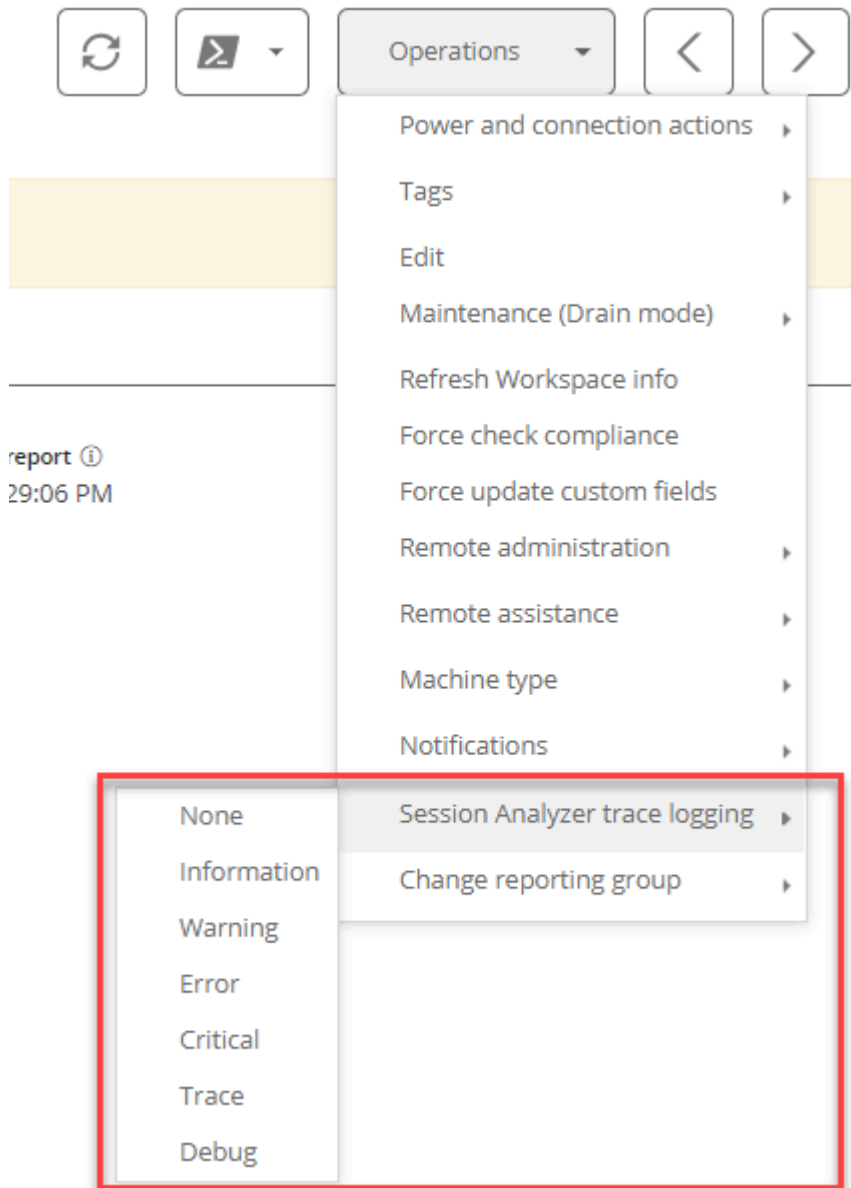 Operations
Power and connection actions
Tags
Edit
Maintenance (Drain mode)
Refresh Workspace info
report
Force check compliance
29:06 PM
Force update custom fields
Remote administration
Remote assistance
Machine type
Notifications
Session Analyzer trace logging
Change reporting group
None
Information
Warning
Error
Critical
Trace
Debug